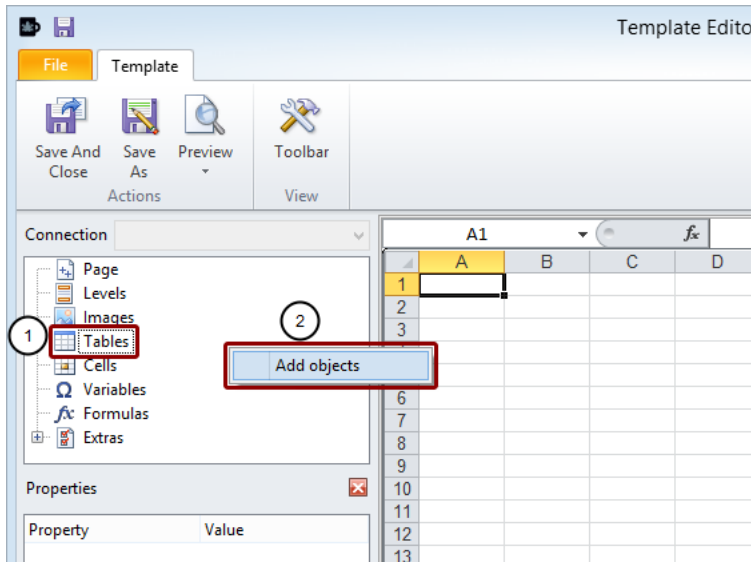 Template Edito
File Template
Save And Close
Save As
Preview
Toolbar
Actions
View
Connection
A1
fx
Page
Levels
Images
1
Tables
2
Add objects
Cells
Variables
Formulas
Extras
Properties
Property Value
A B C D
1
2
3
6
7
8
9
10
11
12
13